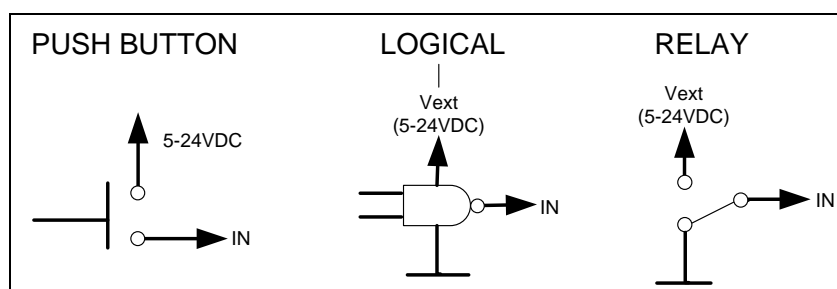 PUSH BUTTON
5-24VDC
IN
LOGICAL
Vext
(5-24VDC)
IN
RELAY
Vext
(5-24VDC)
IN